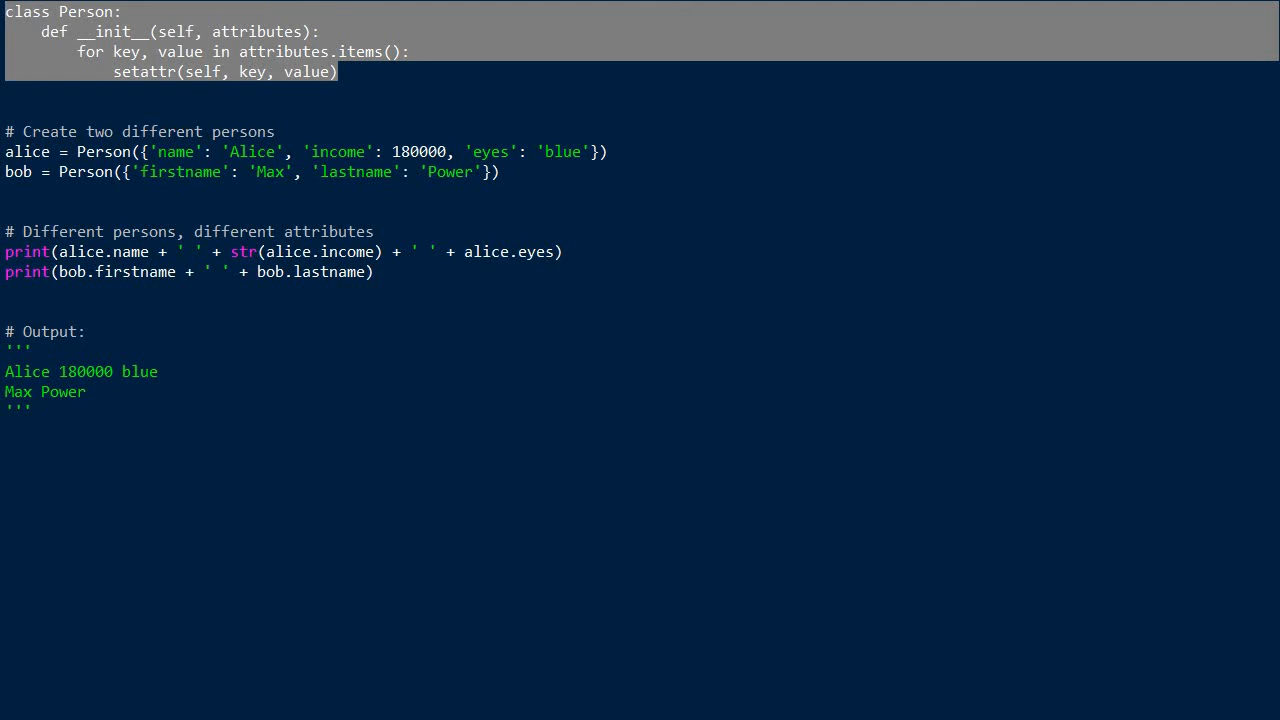 class Person:
    def __init__(self, attributes):
        for key, value in attributes.items():
            setattr(self, key, value)
# Create two different persons
alice = Person({'name': 'Alice', 'income': 180000, 'eyes': 'blue'})
bob = Person({'firstname': 'Max', 'lastname': 'Power'})
# Different persons, different attributes
print(alice.name + ' ' + str(alice.income) + ' ' + alice.eyes)
print(bob.firstname + ' ' + bob.lastname)
# Output:
'''
Alice 180000 blue
Max Power
'''